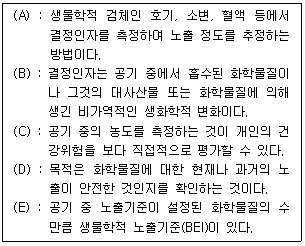 (A) : 생물학적 검체인 호기, 소변, 혈액 등에서
결정인자를 측정하여 노출 정도를 추정하는
방법이다.
(B) : 결정인자는 공기 중에서 흡수된 화학물질이
나 그것의 대사산물 또는 화학물질에 의해
생긴 비가역적인 생화학적 변화이다.
(C) : 공기 중의 농도를 측정하는 것이 개인의 건
강위험을 보다 직접적으로 평가할 수 있다.
(D) : 목적은 화학물질에 대한 현재나 과거의 노
출이 안전한 것인지를 확인하는 것이다.
(E) : 공기 중 노출기준이 설정된 화학물질의 수
만큼 생물학적 노출기준(BEI)이 있다.